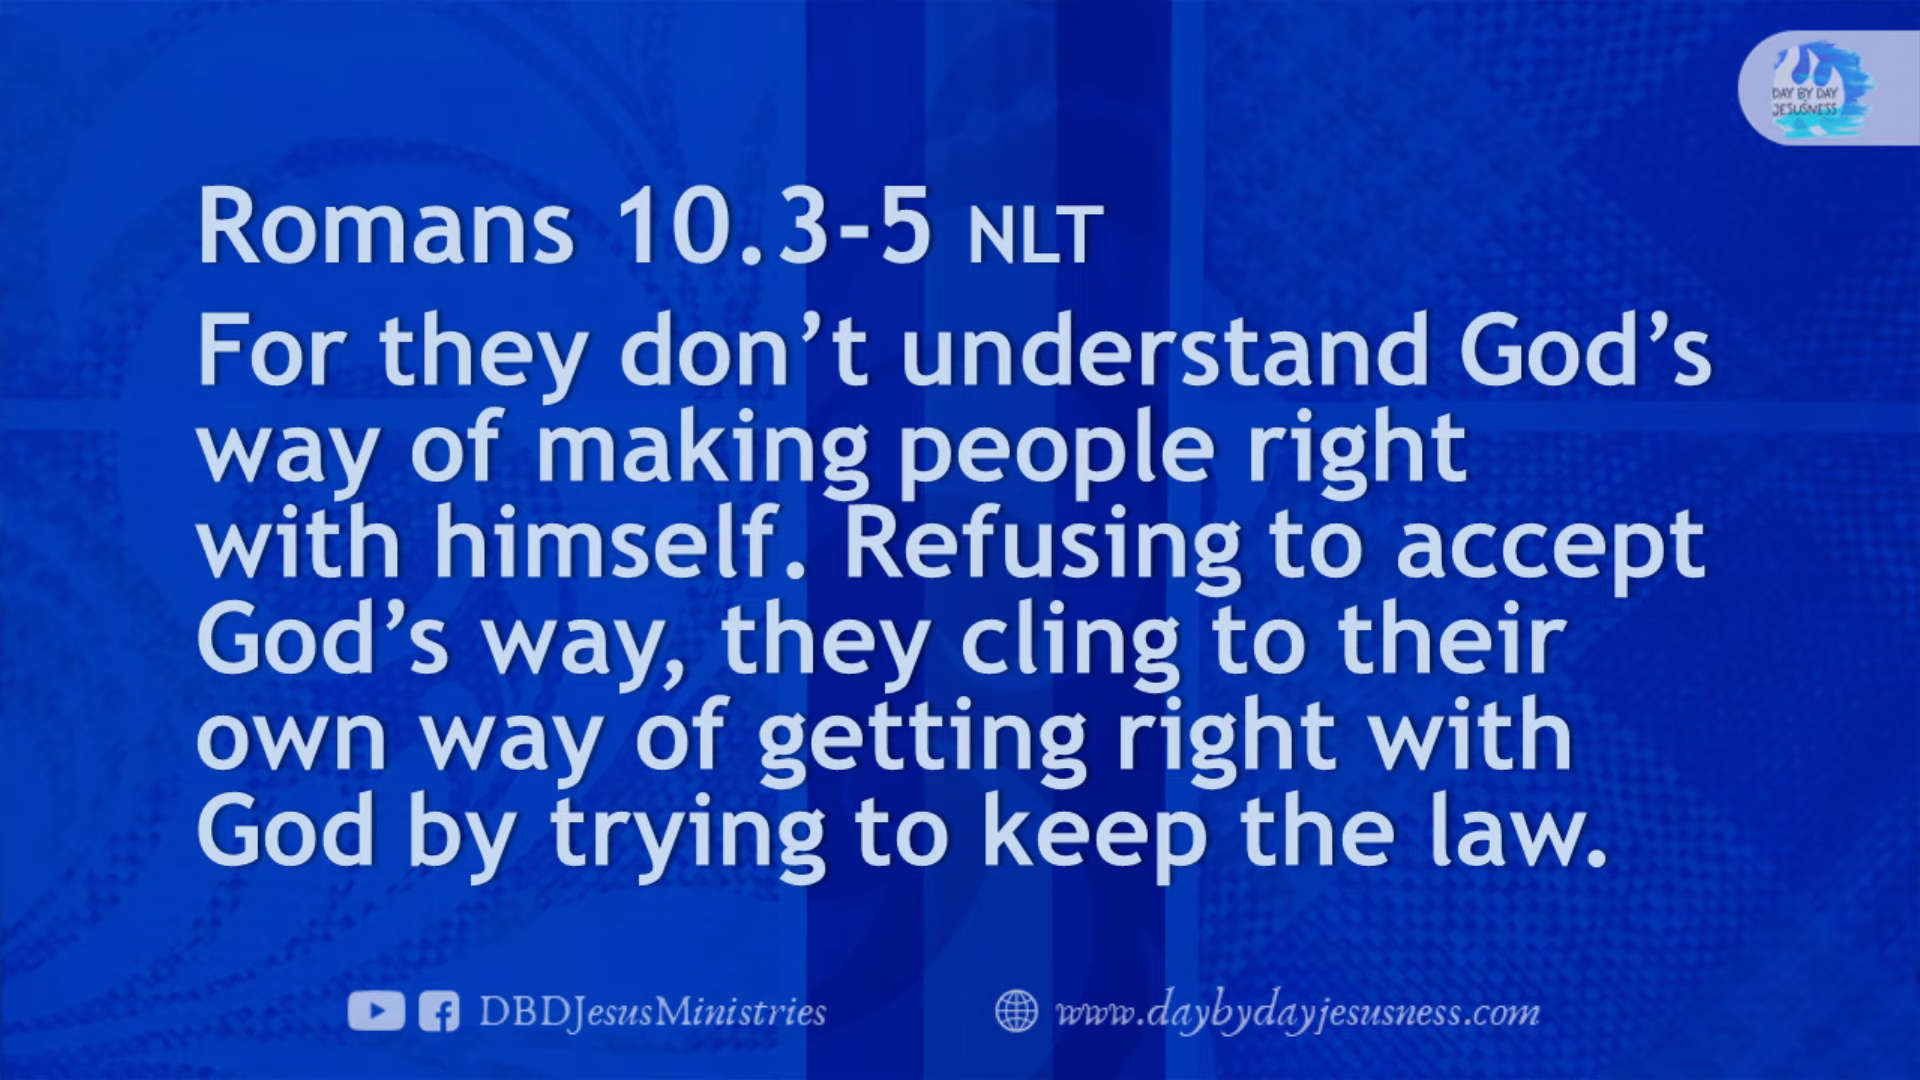 DAY BY DAY
JESUSNESS
Romans 10.3-5 NLT
For they don’t understand God’s
way of making people right
with himself. Refusing to accept
God’s way, they cling to their
own way of getting right with
God by trying to keep the law.
DBDJesusMinistries
www.daybydayjesusness.com